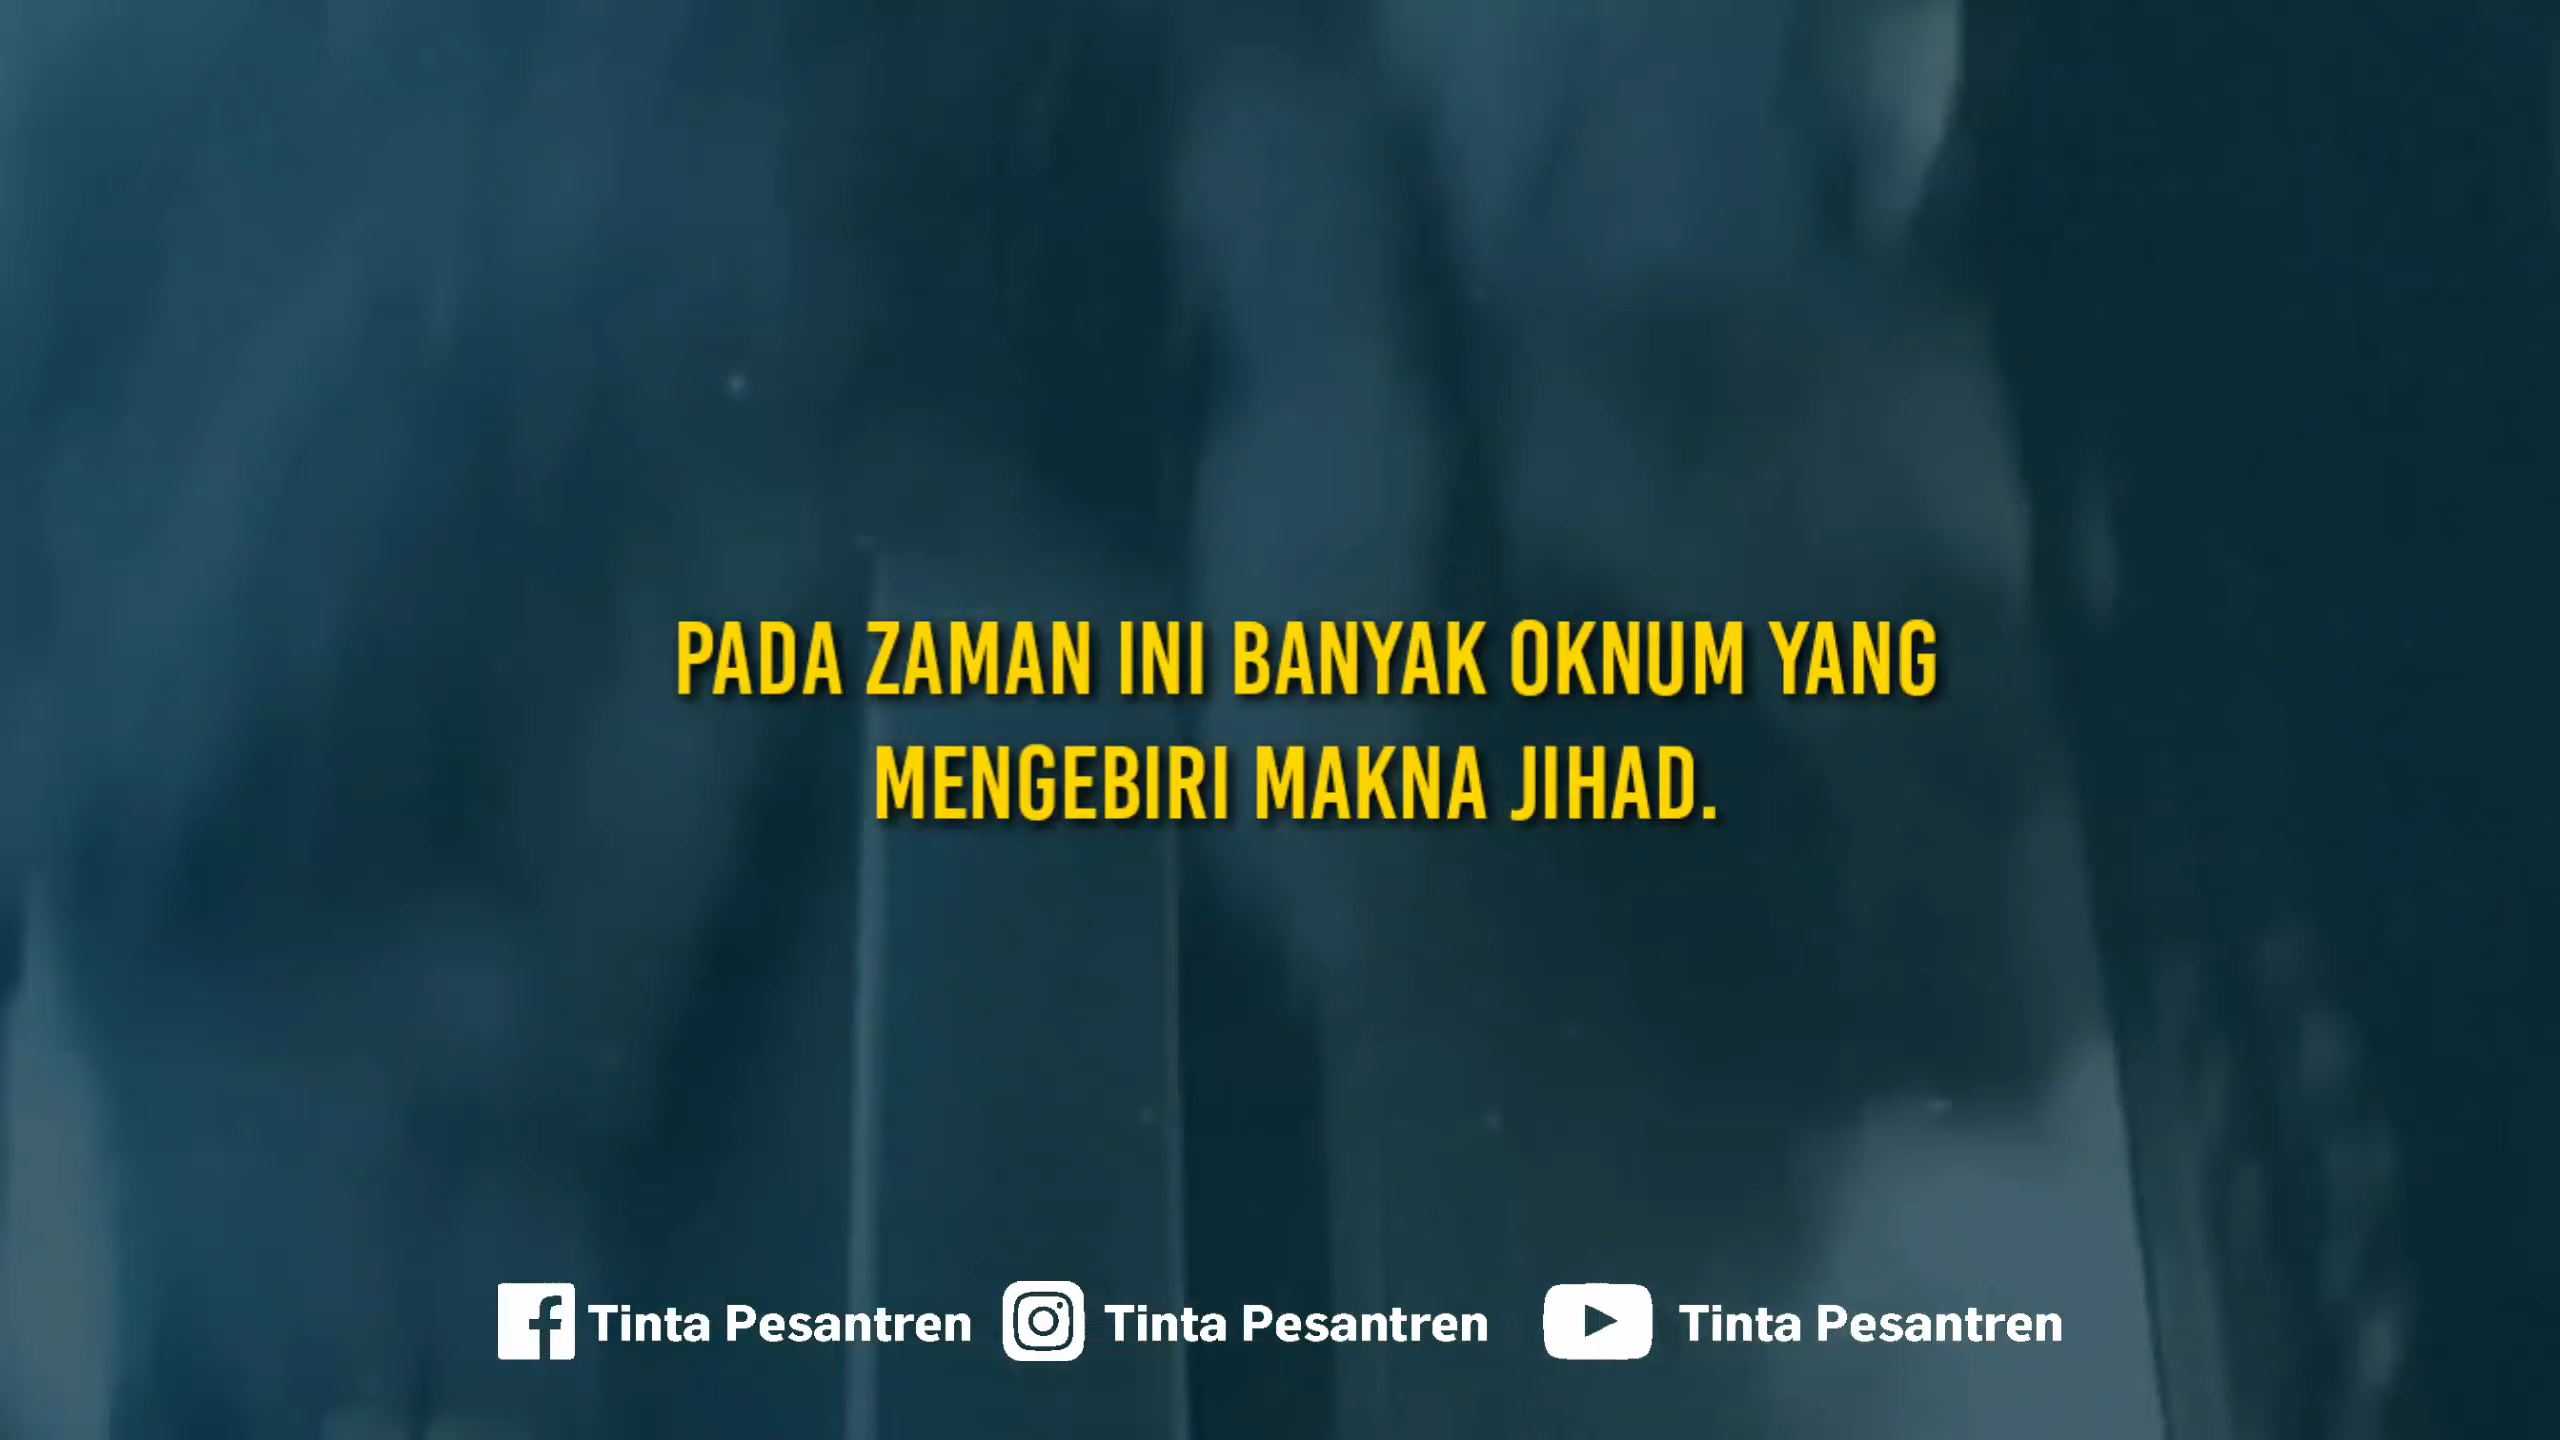 PADA ZAMAN INI BANYAK OKNUM YANG
MENGEBIRI MAKNA JIHAD.
Tinta Pesantren Tinta Pesantren Tinta Pesantren